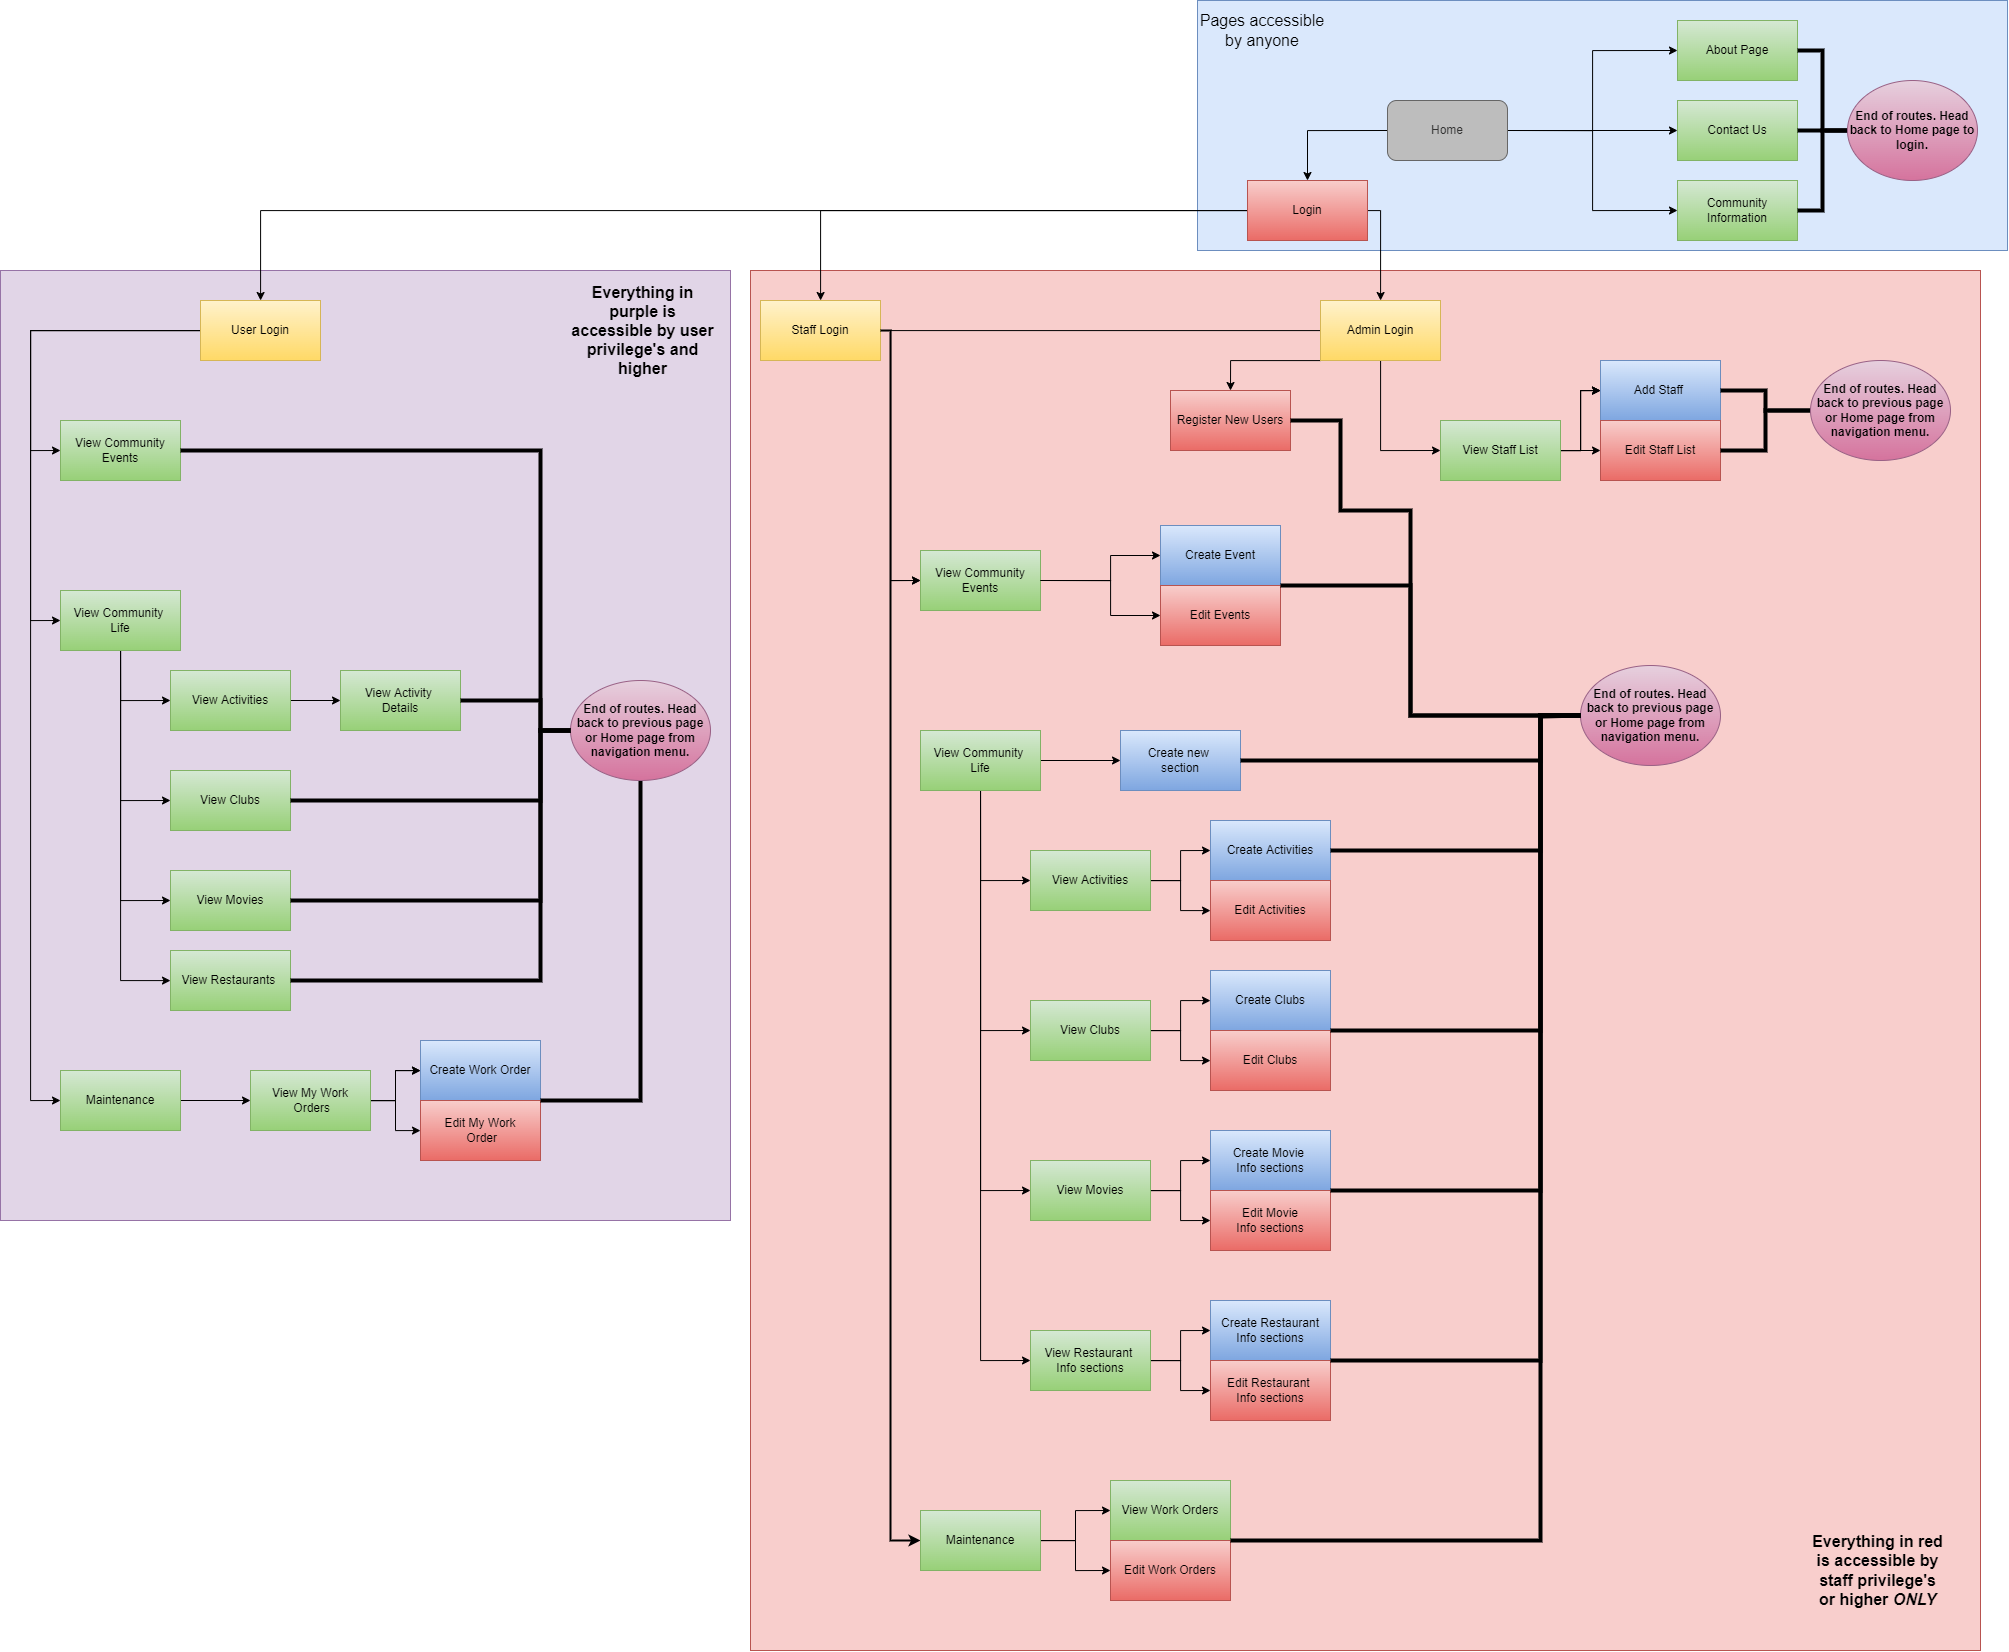 Pages accessible
by anyone
About Page
Home
Contact Us
End of routes. Head
back to Home page to
login.
Login
Community
Information
Everything in
purple is
accessible by user
privilege's and
higher
User Login
View Community
Events
View Community
Life
View Activities
View Activity
Details
View Clubs
View Movies
View Restaurants
End of routes. Head
back to previous page
or Home page from
navigation menu.
Maintenance
View My Work
Orders
Create Work Order
Edit My Work
Order
Staff Login
Admin Login
Register New Users
View Staff List
Add Staff
Edit Staff List
End of routes. Head
back to previous page
or Home page from
navigation menu.
View Community
Events
Create Event
Edit Events
View Community
Life
Create new
section
End of routes. Head
back to previous page
or Home page from
navigation menu.
View Activities
Create Activities
Edit Activities
View Clubs
Create Clubs
Edit Clubs
View Movies
Create Movie
Info sections
Edit Movie
Info sections
View Restaurant
Info sections
Create Restaurant
Info sections
Edit Restaurant
Info sections
Maintenance
View Work Orders
Edit Work Orders
Everything in red
is accessible by
staff privilege's
or higher ONLY